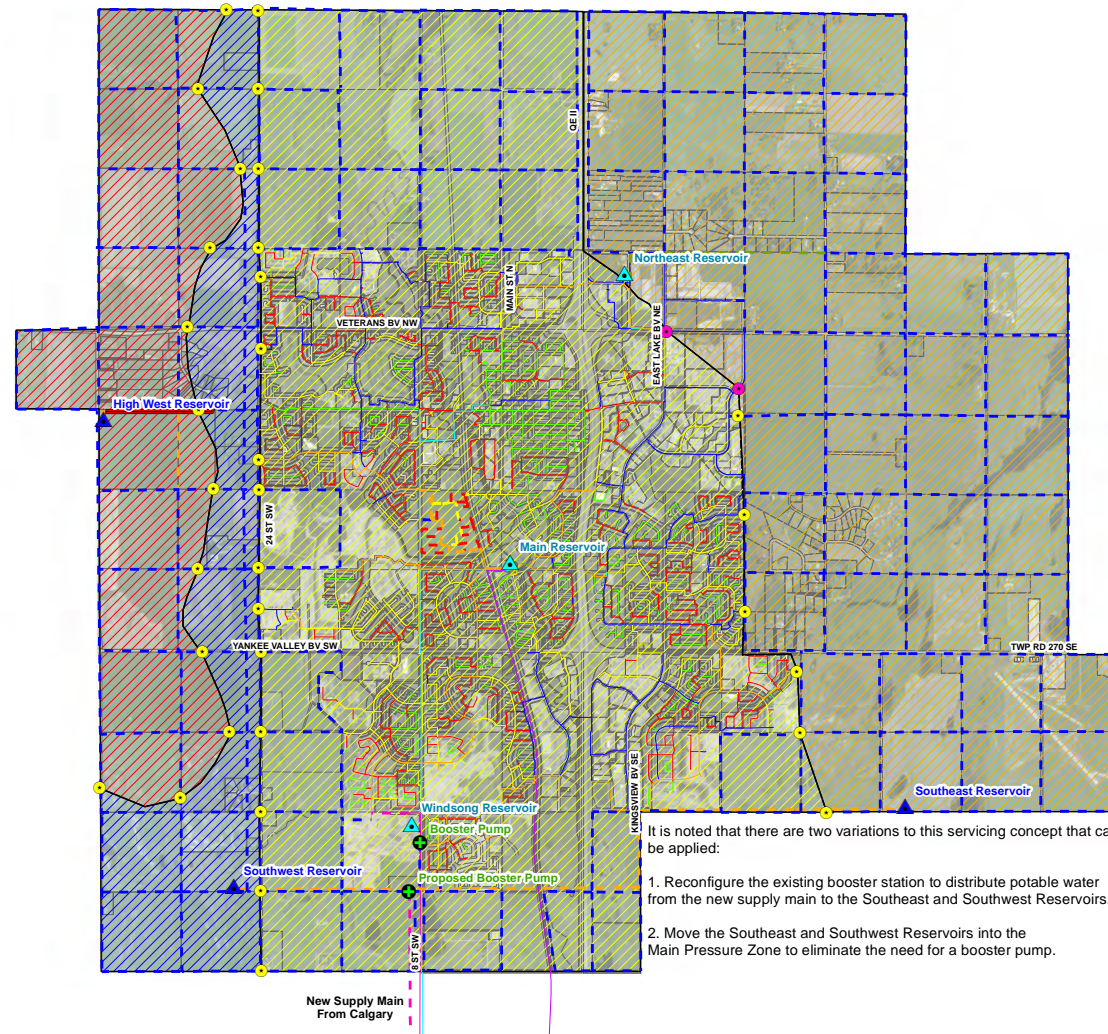 QE II
Northeast Reservoir
MAIN ST N
VETERANS BV NW
EAST LAKE BV NE
High West Reservoir
24 ST SW
Main Reservoir
YANKEE VALLEY BV SW
TWP RD 270 SE
KINGSVIEW BV SE
Southeast Reservoir
Windsong Reservoir
Booster Pump
Southwest Reservoir
Proposed Booster Pump
8 ST SW
New Supply Main
From Calgary
It is noted that there are two variations to this servicing concept that ca
be applied:
1. Reconfigure the existing booster station to distribute potable water
from the new supply main to the Southeast and Southwest Reservoirs.
2. Move the Southeast and Southwest Reservoirs into the
Main Pressure Zone to eliminate the need for a booster pump.